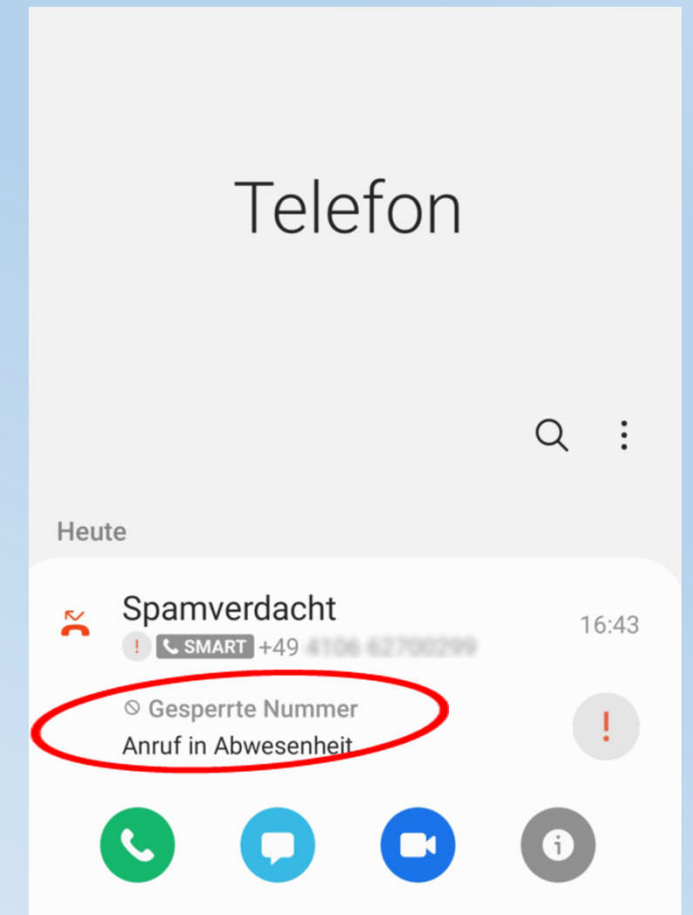 Telefon
Heute
Spamverdacht
16:43
! SMART +49
Gesperrte Nummer
Anruf in Abwesenheit
!